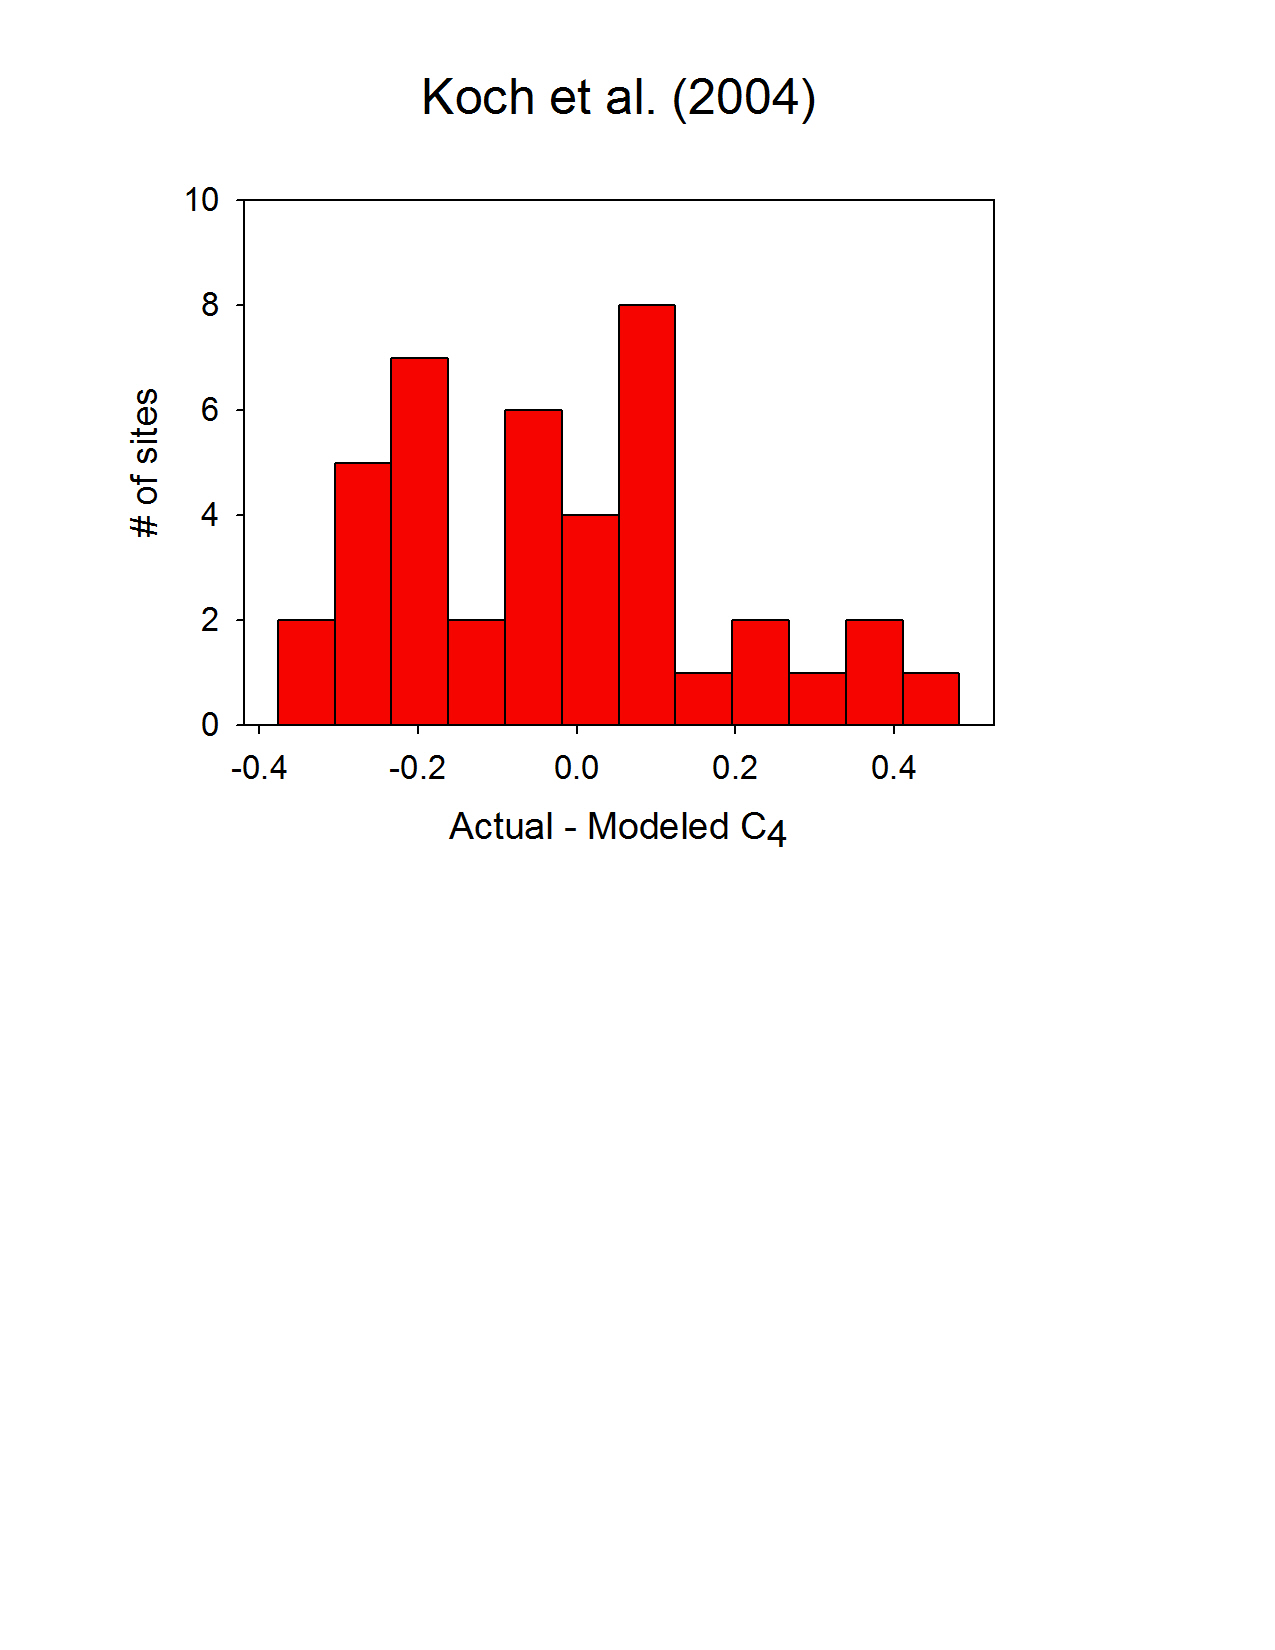 Koch et al. (2004)
10
8
6
4
2
0
# of sites
-0.4 -0.2 0.0 0.2 0.4
Actual - Modeled C4